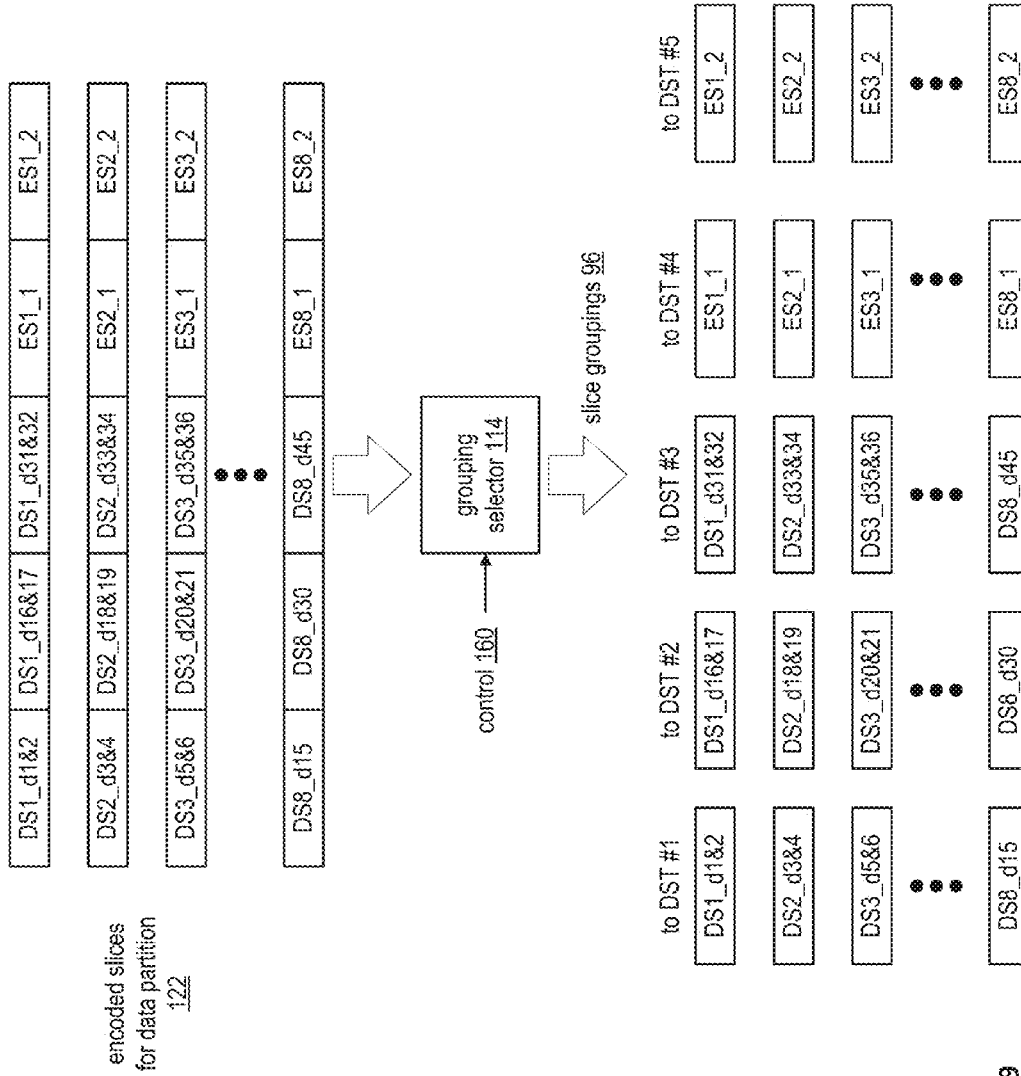 encoded slices
for data partition
122
DS1_d1&2 DS1_d16&17 DS1_d31&32 ES1_1 ES1_2
DS2_d3&4 DS2_d18&19 DS2_d33&34 ES2_1 ES2_2
DS3_d5&6 DS3_d20&21 DS3_d35&36 ES3_1 ES3_2
DS8_d15 DS8_d30 DS8_d45 ES8_1 ES8_2
control 160
grouping
selector 114
slice groupings 96
to DST #1 to DST #2 to DST #3 to DST #4 to DST #5
DS1_d1&2 DS1_d16&17 DS1_d31&32 ES1_1 ES1_2
DS2_d3&4 DS2_d18&19 DS2_d33&34 ES2_1 ES2_2
DS3_d5&6 DS3_d20&21 DS3_d35&36 ES3_1 ES3_2
DS8_d15 DS8_d30 DS8_d45 ES8_1 ES8_2